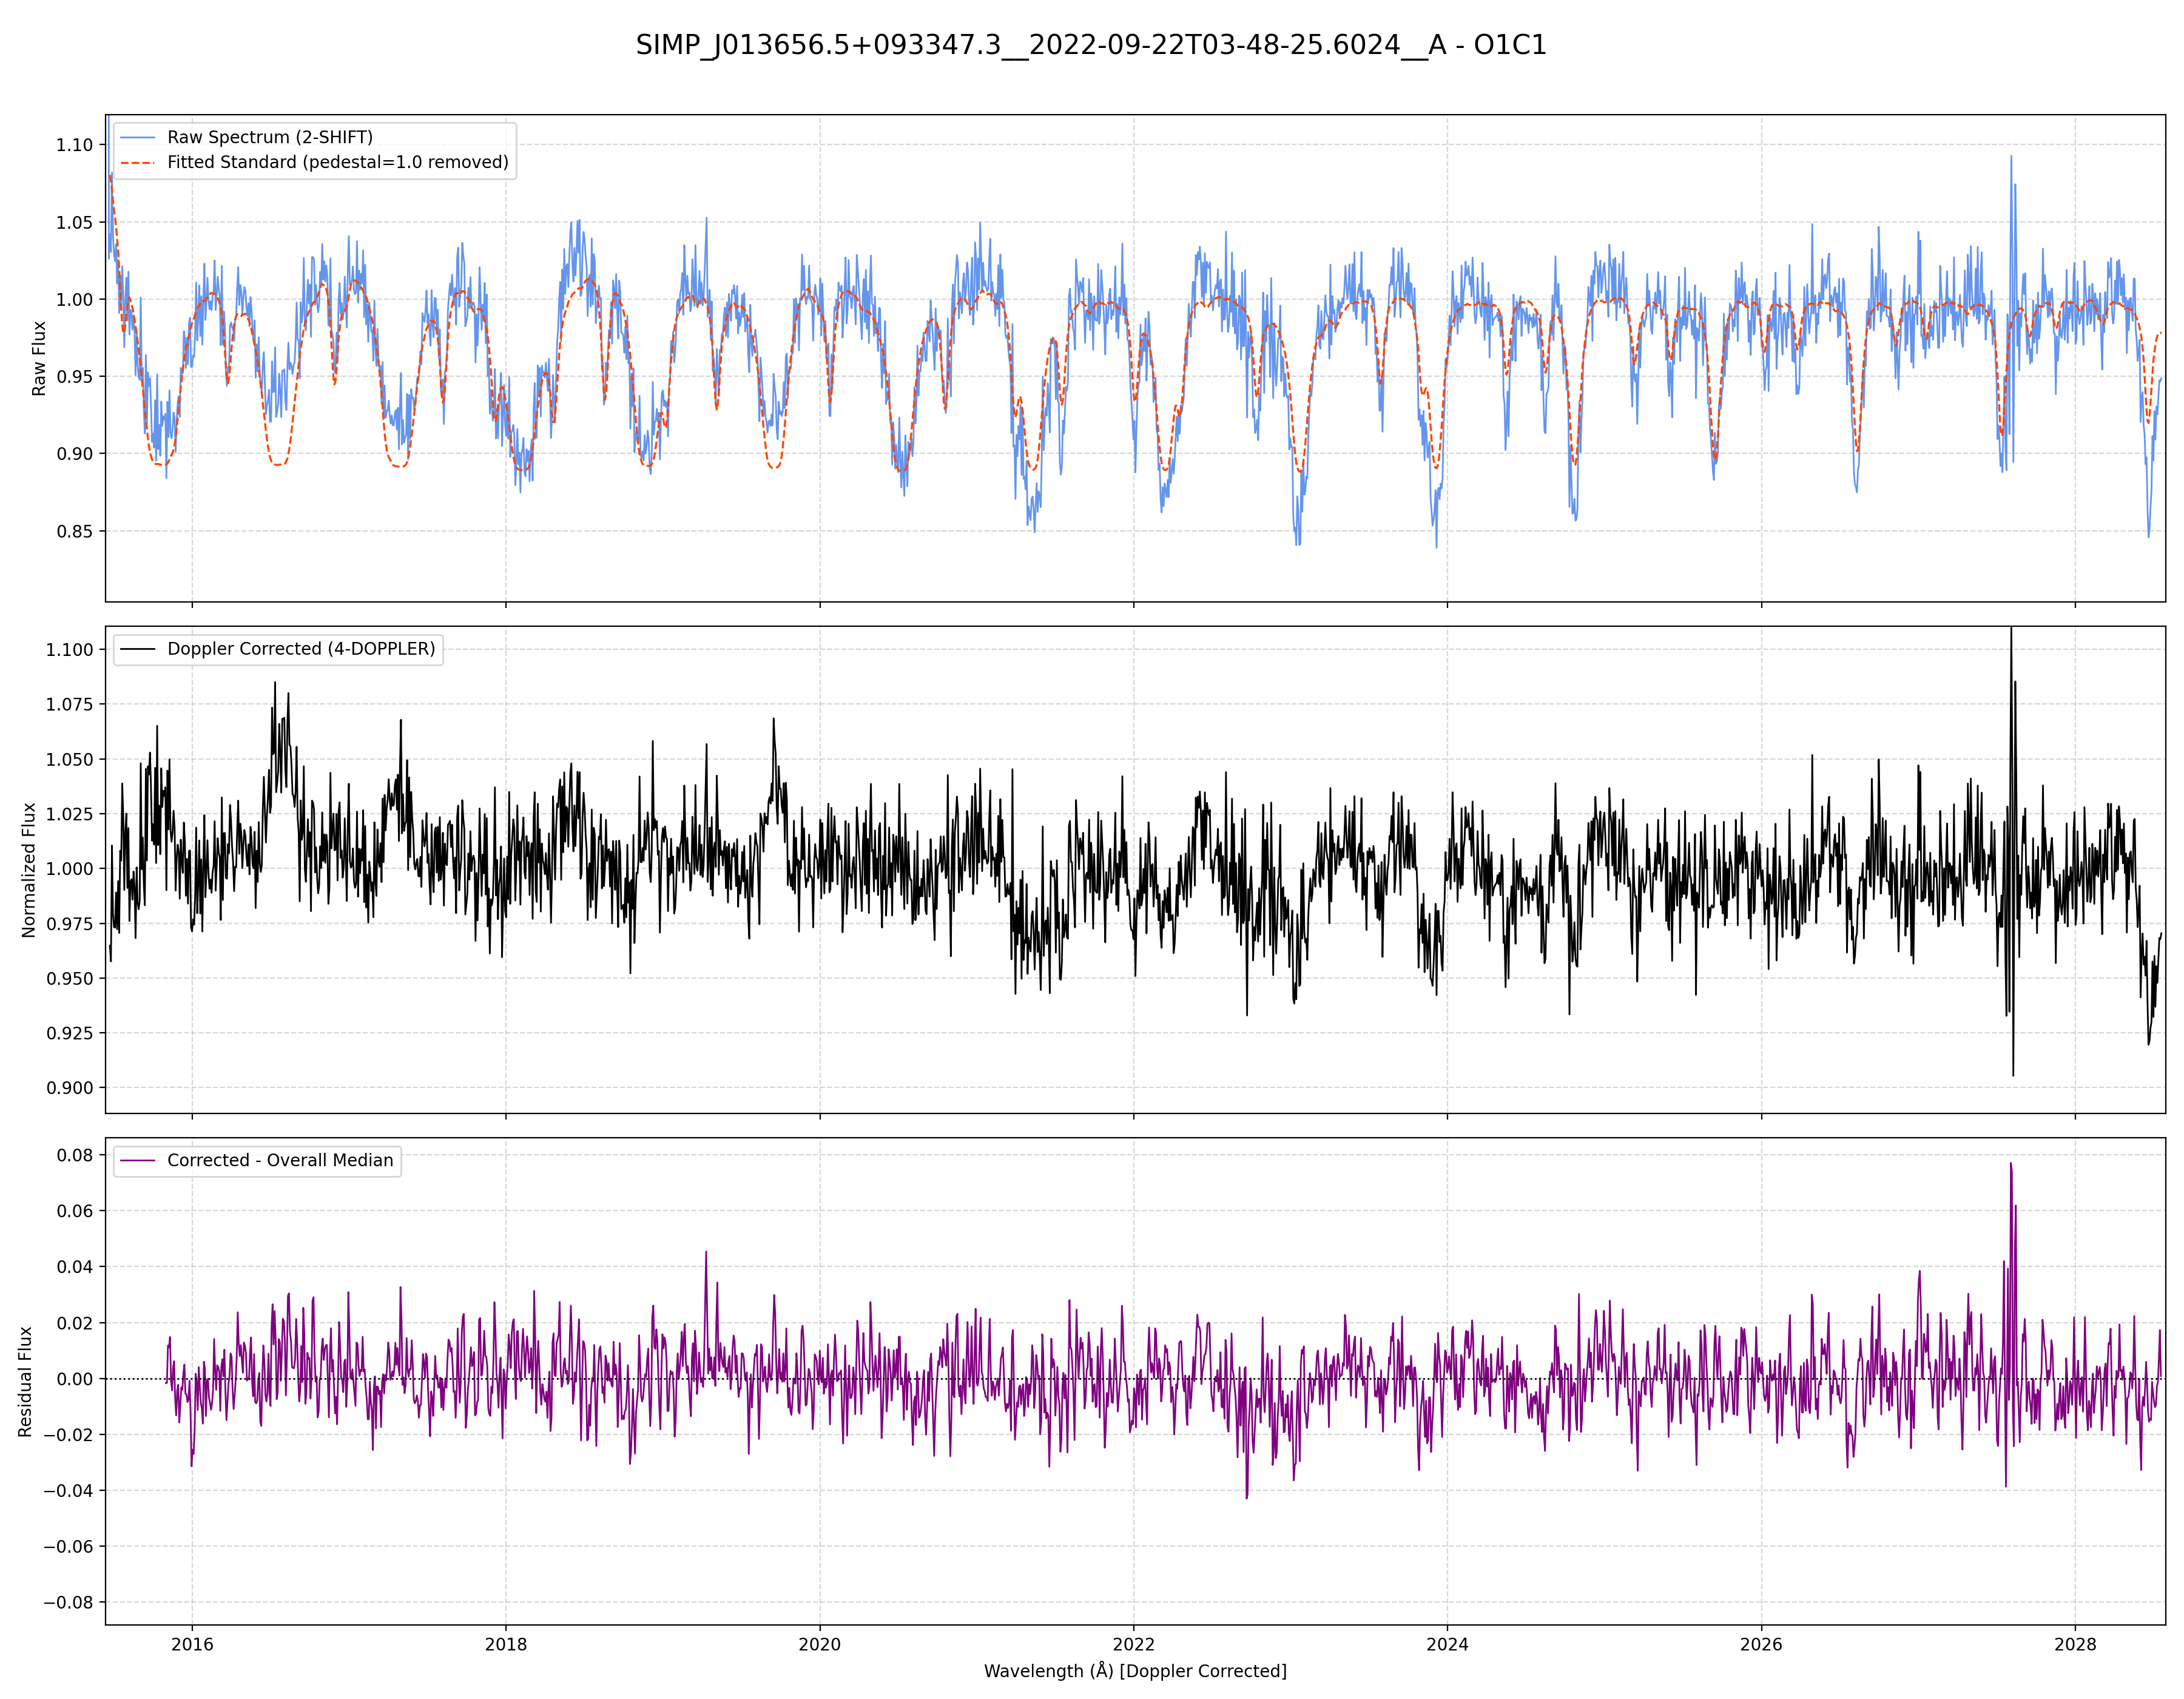 SIMP_J013656.5+093347.3__2022-09-22T03-48-25.6024__A - O1C1
Raw Spectrum (2-SHIFT)
Fitted Standard (pedestal=1.0 removed)
Raw Flux
1.10
1.05
1.00
0.95
0.90
0.85
Doppler Corrected (4-DOPPLER)
Normalized Flux
1.100
1.075
1.050
1.025
1.000
0.975
0.950
0.925
0.900
Corrected - Overall Median
Residual Flux
0.08
0.06
0.04
0.02
0.00
−0.02
−0.04
−0.06
−0.08
2016 2018 2020 2022 2024 2026 2028
Wavelength (Å) [Doppler Corrected]